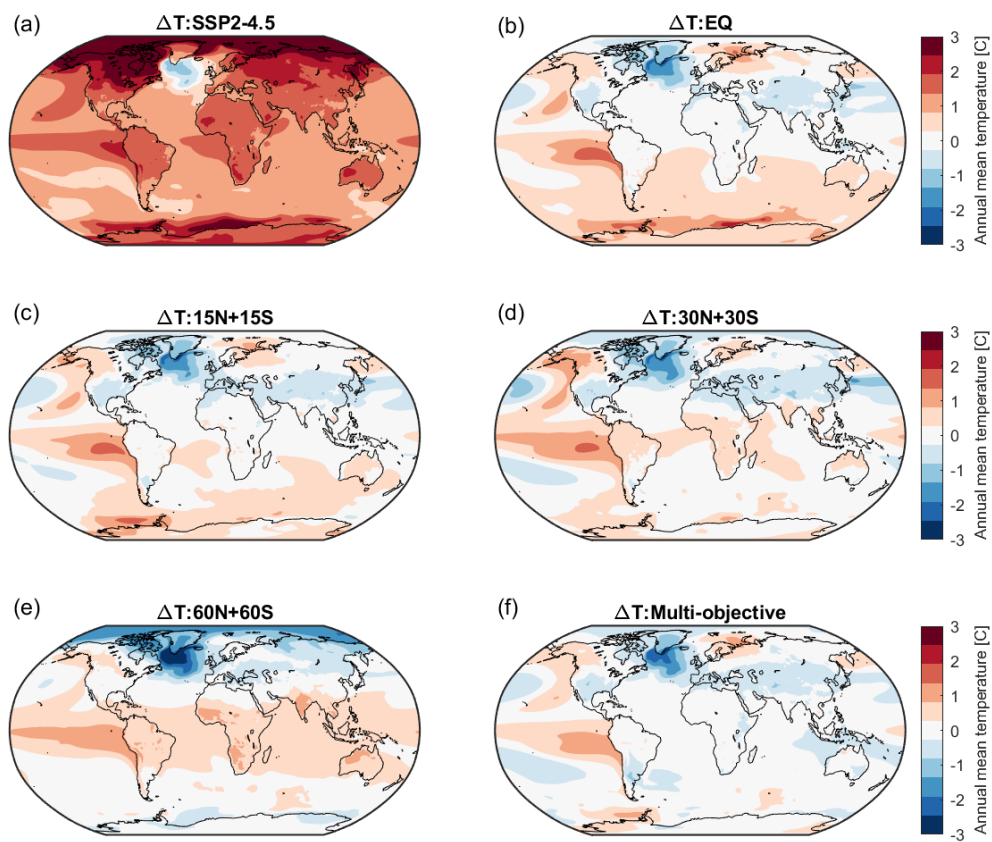 (a) ΔT:SSP2-4.5
(b) ΔT:EQ
3
2
1
0
-1
-2
-3
Annual mean temperature [C]
(c) ΔT:15N+15S
(d) ΔT:30N+30S
3
2
1
0
-1
-2
-3
Annual mean temperature [C]
(e) ΔT:60N+60S
(f) ΔT:Multi-objective
3
2
1
0
-1
-2
-3
Annual mean temperature [C]